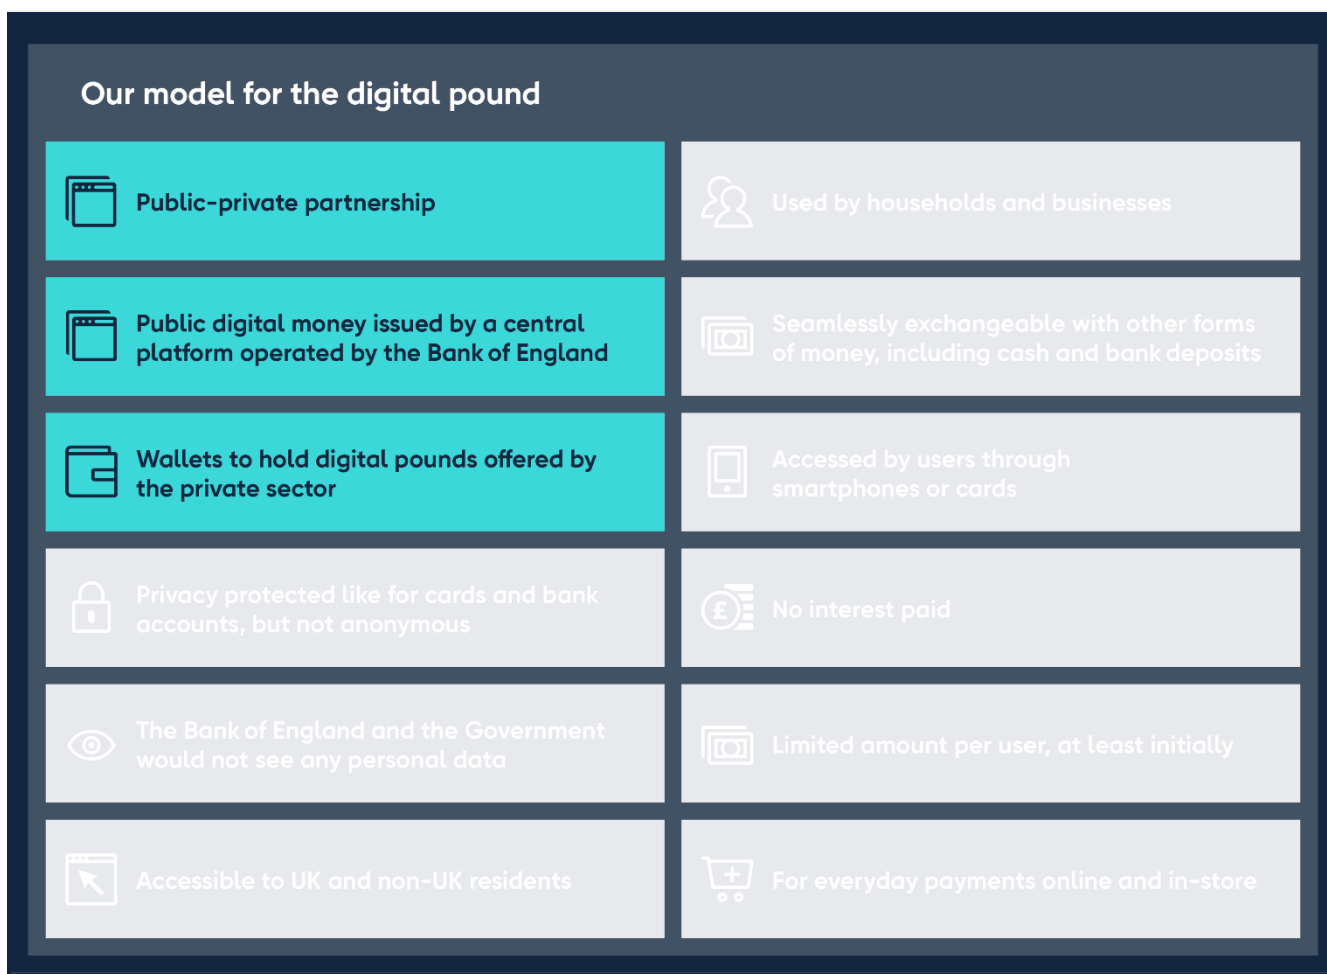 Our model for the digital pound
Public-private partnership
Public digital money issued by a central
platform operated by the Bank of England
Wallets to hold digital pounds offered by
the private sector
Privacy protected like for cards and bank
accounts, but not anonymous
The Bank of England and the Government
would not see any personal data
Accessible to UK and non-UK residents
Used by households and businesses
Seamlessly exchangeable with other forms
of money, including cash and bank deposits
Accessed by users through
smartphones or cards
£
No interest paid
Limited amount per user, at least initially
For everyday payments online and in-store